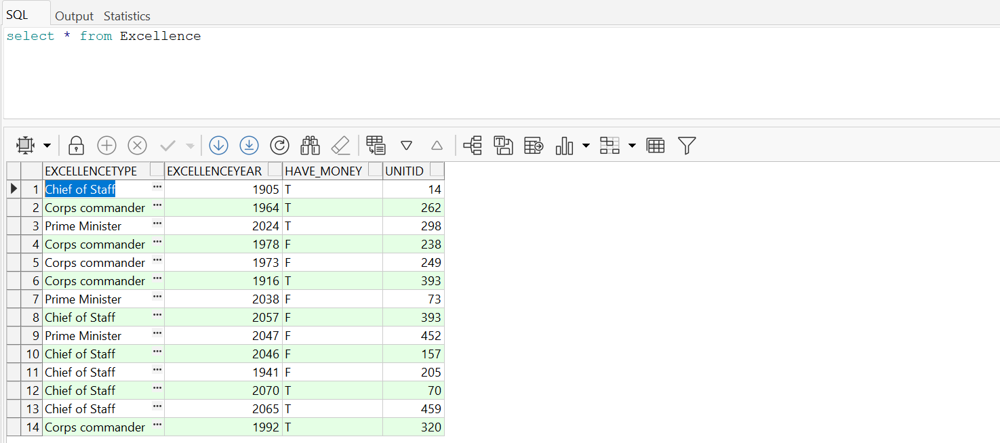 SQL Output Statistics
select * from Excellence
EXCELLENCETYPE EXCELLENCEYEAR HAVE_MONEY UNITID
1 Chief of Staff ··· 1905 T 14
2 Corps commander ··· 1964 T 262
3 Prime Minister ··· 2024 T 298
4 Corps commander ··· 1978 F 238
5 Corps commander ··· 1973 F 249
6 Corps commander ··· 1916 T 393
7 Prime Minister ··· 2038 F 73
8 Chief of Staff ··· 2057 F 393
9 Prime Minister ··· 2047 F 452
10 Chief of Staff ··· 2046 F 157
11 Chief of Staff ··· 1941 F 205
12 Chief of Staff ··· 2070 T 70
13 Chief of Staff ··· 2065 T 459
14 Corps commander ··· 1992 T 320